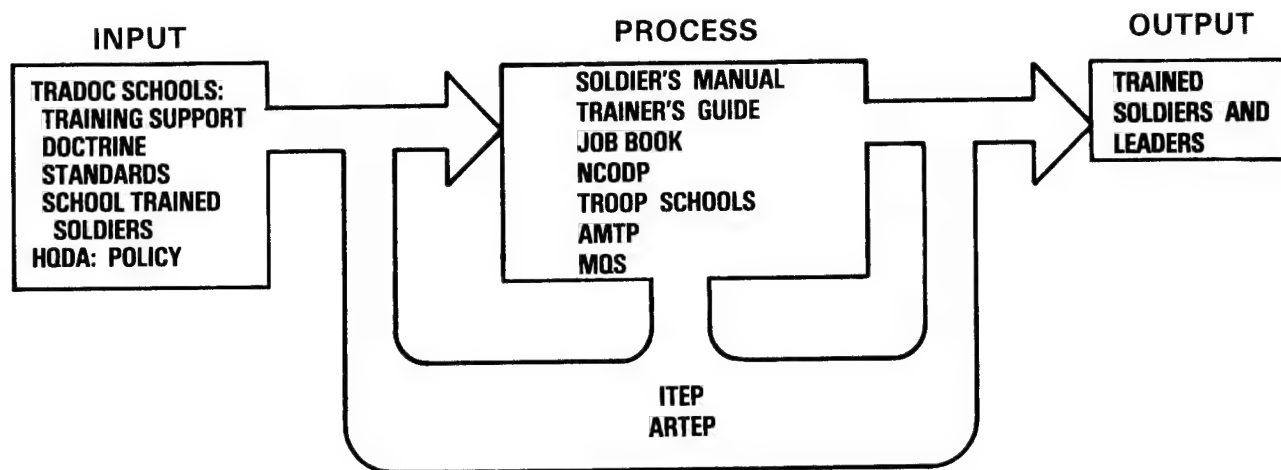 INPUT
TRADOC SCHOOLS:
TRAINING SUPPORT
DOCTRINE
STANDARDS
SCHOOL TRAINED
SOLDIERS
HQDA: POLICY
PROCESS
SOLDIER'S MANUAL
TRAINER'S GUIDE
JOB BOOK
NCODP
TROOP SCHOOLS
AMTP
MQS
OUTPUT
TRAINED
SOLDIERS AND
LEADERS
ITEP
ARTEP